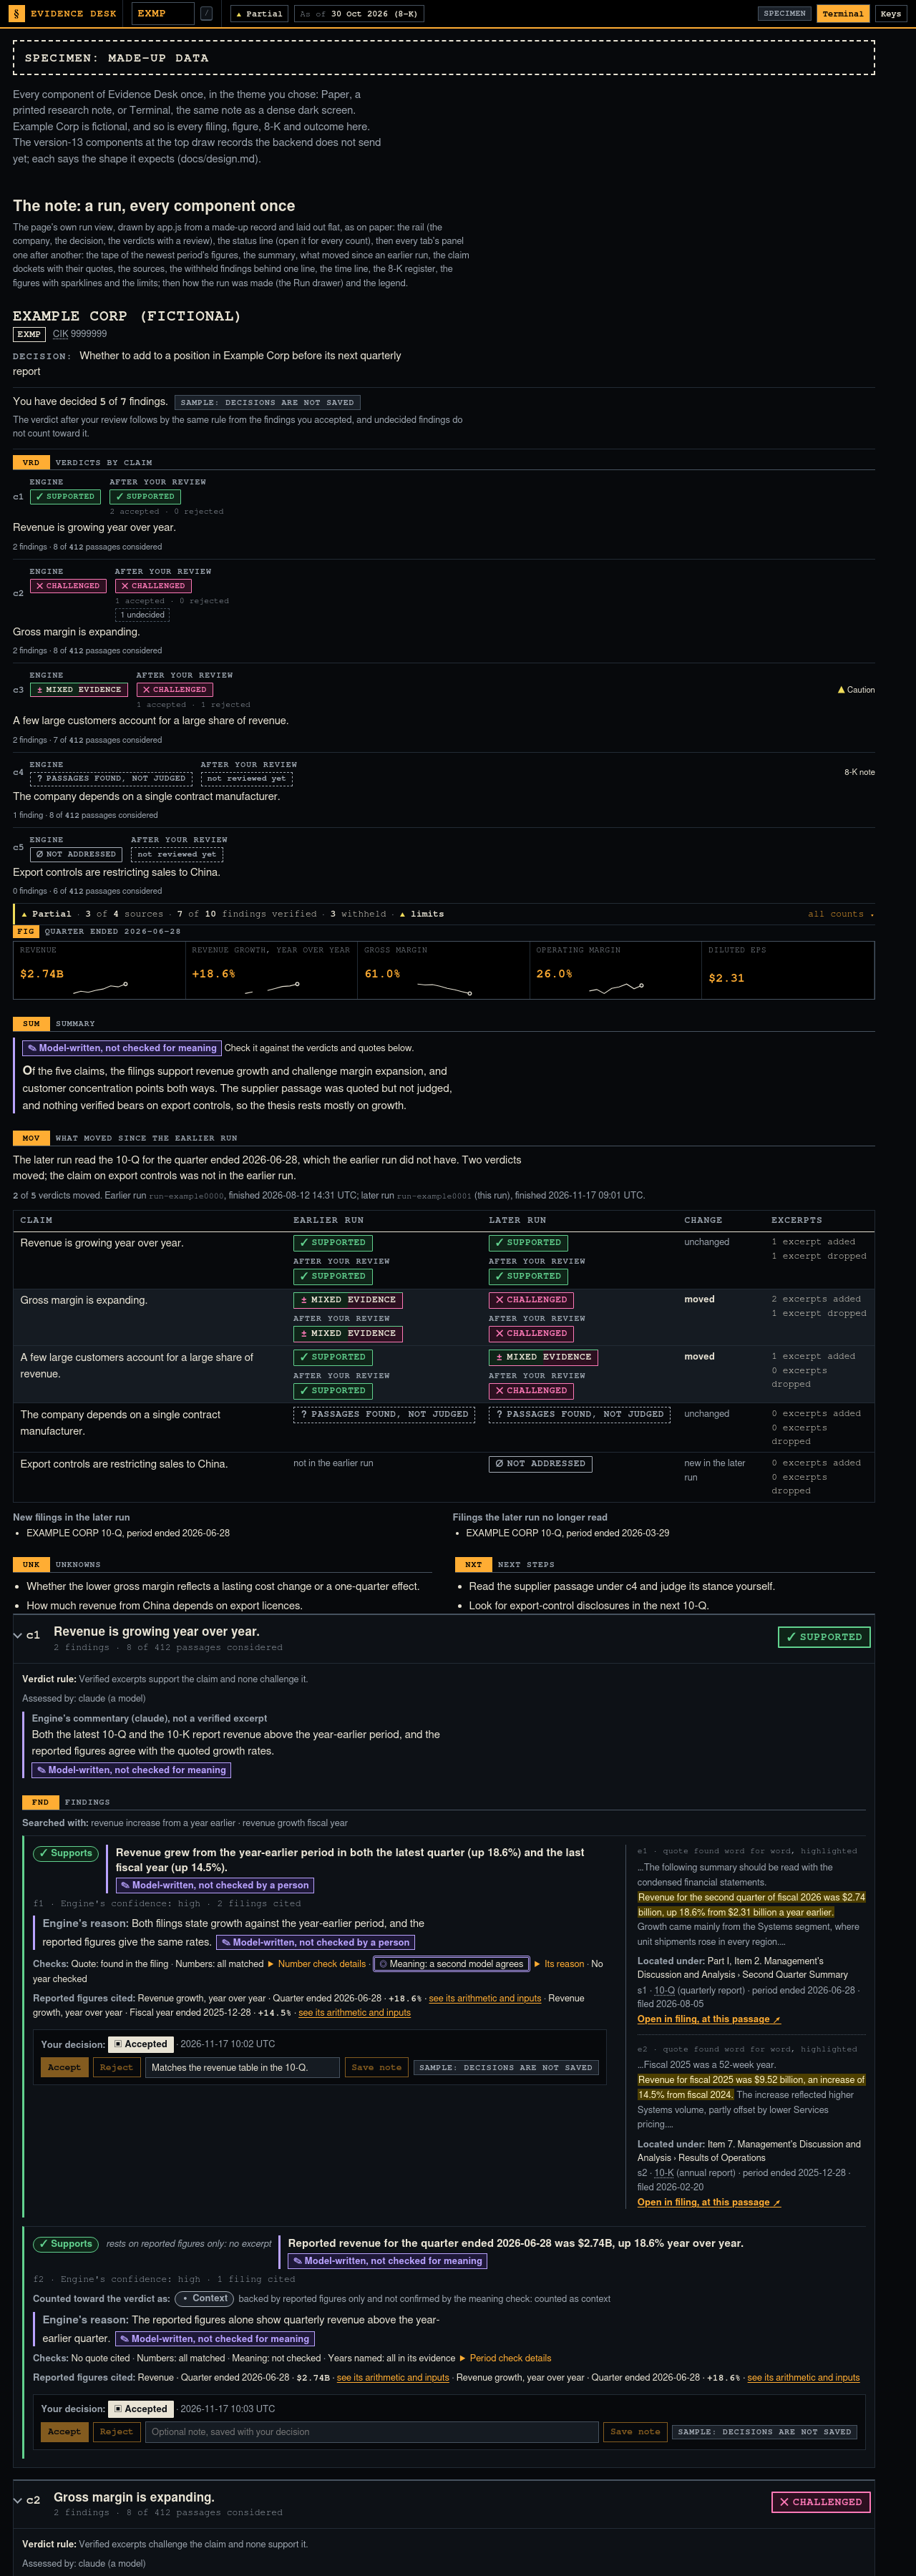 § EVIDENCE DESK EXMP / ▲ Partial As of 30 Oct 2026 (8-K) SPECIMEN Terminal Keys
SPECIMEN: MADE-UP DATA
Every component of Evidence Desk once, in the theme you chose: Paper, a
printed research note, or Terminal, the same note as a dense dark screen.
Example Corp is fictional, and so is every filing, figure, 8-K and outcome here.
The version-13 components at the top draw records the backend does not send
yet; each says the shape it expects (docs/design.md).
The note: a run, every component once
The page's own run view, drawn by app.js from a made-up record and laid out flat, as on paper: the rail (the
company, the decision, the verdicts with a review), the status line (open it for every count), then every tab's panel
one after another: the tape of the newest period's figures, the summary, what moved since an earlier run, the claim
dockets with their quotes, the sources, the withheld findings behind one line, the time line, the 8-K register, the
figures with sparklines and the limits; then how the run was made (the Run drawer) and the legend.
EXAMPLE CORP (FICTIONAL)
EXMP CIK 9999999
DECISION: Whether to add to a position in Example Corp before its next quarterly
report
You have decided 5 of 7 findings. SAMPLE: DECISIONS ARE NOT SAVED
The verdict after your review follows by the same rule from the findings you accepted, and undecided findings do
not count toward it.
VRD VERDICTS BY CLAIM
ENGINE AFTER YOUR REVIEW
c1 ✓ SUPPORTED ✓ SUPPORTED
2 accepted · 0 rejected
Revenue is growing year over year.
2 findings · 8 of 412 passages considered
ENGINE AFTER YOUR REVIEW
c2 ✕ CHALLENGED ✕ CHALLENGED
1 accepted · 0 rejected
1 undecided
Gross margin is expanding.
2 findings · 8 of 412 passages considered
ENGINE AFTER YOUR REVIEW
c3 ± MIXED EVIDENCE ✕ CHALLENGED ▲ Caution
1 accepted · 1 rejected
A few large customers account for a large share of revenue.
2 findings · 7 of 412 passages considered
ENGINE AFTER YOUR REVIEW
c4 ? PASSAGES FOUND, NOT JUDGED not reviewed yet 8-K note
The company depends on a single contract manufacturer.
1 finding · 8 of 412 passages considered
ENGINE AFTER YOUR REVIEW
c5 Ø NOT ADDRESSED not reviewed yet
Export controls are restricting sales to China.
0 findings · 6 of 412 passages considered
▲ Partial · 3 of 4 sources · 7 of 10 findings verified · 3 withheld · ▲ limits all counts
FIG QUARTER ENDED 2026-06-28
REVENUE REVENUE GROWTH, YEAR OVER YEAR GROSS MARGIN OPERATING MARGIN DILUTED EPS
$2.74B +18.6% 61.0% 26.0% $2.31
SUM SUMMARY
✎ Model-written, not checked for meaning Check it against the verdicts and quotes below.
Of the five claims, the filings support revenue growth and challenge margin expansion, and
customer concentration points both ways. The supplier passage was quoted but not judged,
and nothing verified bears on export controls, so the thesis rests mostly on growth.
MOV WHAT MOVED SINCE THE EARLIER RUN
The later run read the 10-Q for the quarter ended 2026-06-28, which the earlier run did not have. Two verdicts
moved; the claim on export controls was not in the earlier run.
2 of 5 verdicts moved. Earlier run run-example0000, finished 2026-08-12 14:31 UTC; later run run-example0001 (this run), finished 2026-11-17 09:01 UTC.
CLAIM EARLIER RUN LATER RUN CHANGE EXCERPTS
Revenue is growing year over year. ✓ SUPPORTED ✓ SUPPORTED unchanged 1 excerpt added
1 excerpt dropped
AFTER YOUR REVIEW AFTER YOUR REVIEW
✓ SUPPORTED ✓ SUPPORTED
Gross margin is expanding. ± MIXED EVIDENCE ✕ CHALLENGED moved 2 excerpts added
1 excerpt dropped
AFTER YOUR REVIEW AFTER YOUR REVIEW
± MIXED EVIDENCE ✕ CHALLENGED
A few large customers account for a large share of ✓ SUPPORTED ± MIXED EVIDENCE moved 1 excerpt added
revenue. AFTER YOUR REVIEW AFTER YOUR REVIEW 0 excerpts
✓ SUPPORTED ✕ CHALLENGED dropped
The company depends on a single contract ? PASSAGES FOUND, NOT JUDGED ? PASSAGES FOUND, NOT JUDGED unchanged 0 excerpts added
manufacturer. 0 excerpts
dropped
Export controls are restricting sales to China. not in the earlier run Ø NOT ADDRESSED new in the later 0 excerpts added
run 0 excerpts
dropped
New filings in the later run Filings the later run no longer read
• EXAMPLE CORP 10-Q, period ended 2026-06-28 • EXAMPLE CORP 10-Q, period ended 2026-03-29
UNK UNKNOWNS NXT NEXT STEPS
• Whether the lower gross margin reflects a lasting cost change or a one-quarter effect. • Read the supplier passage under c4 and judge its stance yourself.
• How much revenue from China depends on export licences. • Look for export-control disclosures in the next 10-Q.
c1 Revenue is growing year over year. ✓ SUPPORTED
2 findings · 8 of 412 passages considered
Verdict rule: Verified excerpts support the claim and none challenge it.
Assessed by: claude (a model)
Engine's commentary (claude), not a verified excerpt
Both the latest 10-Q and the 10-K report revenue above the year-earlier period, and the
reported figures agree with the quoted growth rates.
✎ Model-written, not checked for meaning
FND FINDINGS
Searched with: revenue increase from a year earlier · revenue growth fiscal year
✓ Supports Revenue grew from the year-earlier period in both the latest quarter (up 18.6%) and the last
fiscal year (up 14.5%).
✎ Model-written, not checked by a person
f1 · Engine's confidence: high · 2 filings cited
Engine's reason: Both filings state growth against the year-earlier period, and the
reported figures give the same rates. ✎ Model-written, not checked by a person
Checks: Quote: found in the filing · Numbers: all matched ▶ Number check details · ◎ Meaning: a second model agrees ▶ Its reason · No
year checked
Reported figures cited: Revenue growth, year over year · Quarter ended 2026-06-28 · +18.6% · see its arithmetic and inputs · Revenue
growth, year over year · Fiscal year ended 2025-12-28 · +14.5% · see its arithmetic and inputs
Your decision: ▣ Accepted · 2026-11-17 10:02 UTC
Accept Reject Matches the revenue table in the 10-Q. Save note SAMPLE: DECISIONS ARE NOT SAVED
e1 · quote found word for word, highlighted
…The following summary should be read with the
condensed financial statements.
Revenue for the second quarter of fiscal 2026 was $2.74
billion, up 18.6% from $2.31 billion a year earlier.
Growth came mainly from the Systems segment, where
unit shipments rose in every region.…
Located under: Part I, Item 2. Management's
Discussion and Analysis › Second Quarter Summary
s1 · 10-Q (quarterly report) · period ended 2026-06-28 ·
filed 2026-08-05
Open in filing, at this passage ↗
e2 · quote found word for word, highlighted
…Fiscal 2025 was a 52-week year.
Revenue for fiscal 2025 was $9.52 billion, an increase of
14.5% from fiscal 2024. The increase reflected higher
Systems volume, partly offset by lower Services
pricing.…
Located under: Item 7. Management's Discussion and
Analysis › Results of Operations
s2 · 10-K (annual report) · period ended 2025-12-28 ·
filed 2026-02-20
Open in filing, at this passage ↗
✓ Supports rests on reported figures only: no excerpt Reported revenue for the quarter ended 2026-06-28 was $2.74B, up 18.6% year over year.
✎ Model-written, not checked for meaning
f2 · Engine's confidence: high · 1 filing cited
Counted toward the verdict as: • Context backed by reported figures only and not confirmed by the meaning check: counted as context
Engine's reason: The reported figures alone show quarterly revenue above the year-
earlier quarter. ✎ Model-written, not checked for meaning
Checks: No quote cited · Numbers: all matched · Meaning: not checked · Years named: all in its evidence ▶ Period check details
Reported figures cited: Revenue · Quarter ended 2026-06-28 · $2.74B · see its arithmetic and inputs · Revenue growth, year over year · Quarter ended 2026-06-28 · +18.6% · see its arithmetic and inputs
Your decision: ▣ Accepted · 2026-11-17 10:03 UTC
Accept Reject Optional note, saved with your decision Save note SAMPLE: DECISIONS ARE NOT SAVED
c2 Gross margin is expanding. ✕ CHALLENGED
2 findings · 8 of 412 passages considered
Verdict rule: Verified excerpts challenge the claim and none support it.
Assessed by: claude (a model)